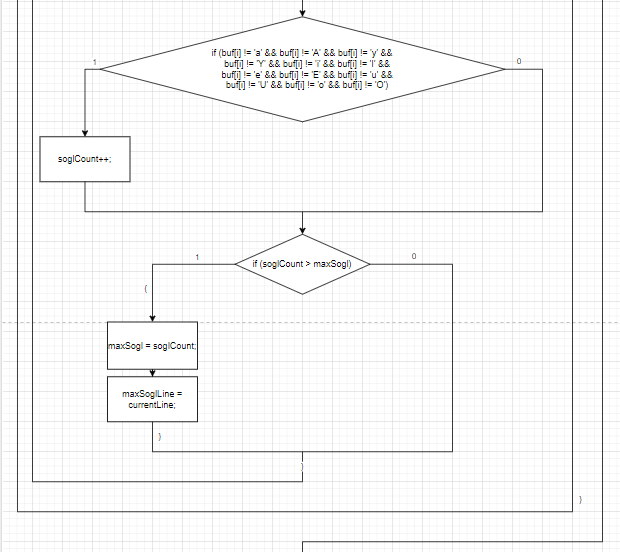 if (buf[i] != 'a' && buf[i] != 'A' && buf[i] != 'y' &&
buf[i] != 'Y' && buf[i] != 'i' && buf[i] != 'I' &&
buf[i] != 'e' && buf[i] != 'E' && buf[i] != 'u' &&
buf[i] != 'U' && buf[i] != 'o' && buf[i] != 'O')
1
0
soglCount++;
if (soglCount > maxSogl)
1
0
{
maxSogl = soglCount;
maxSoglLine =
currentLine;
}
}
}